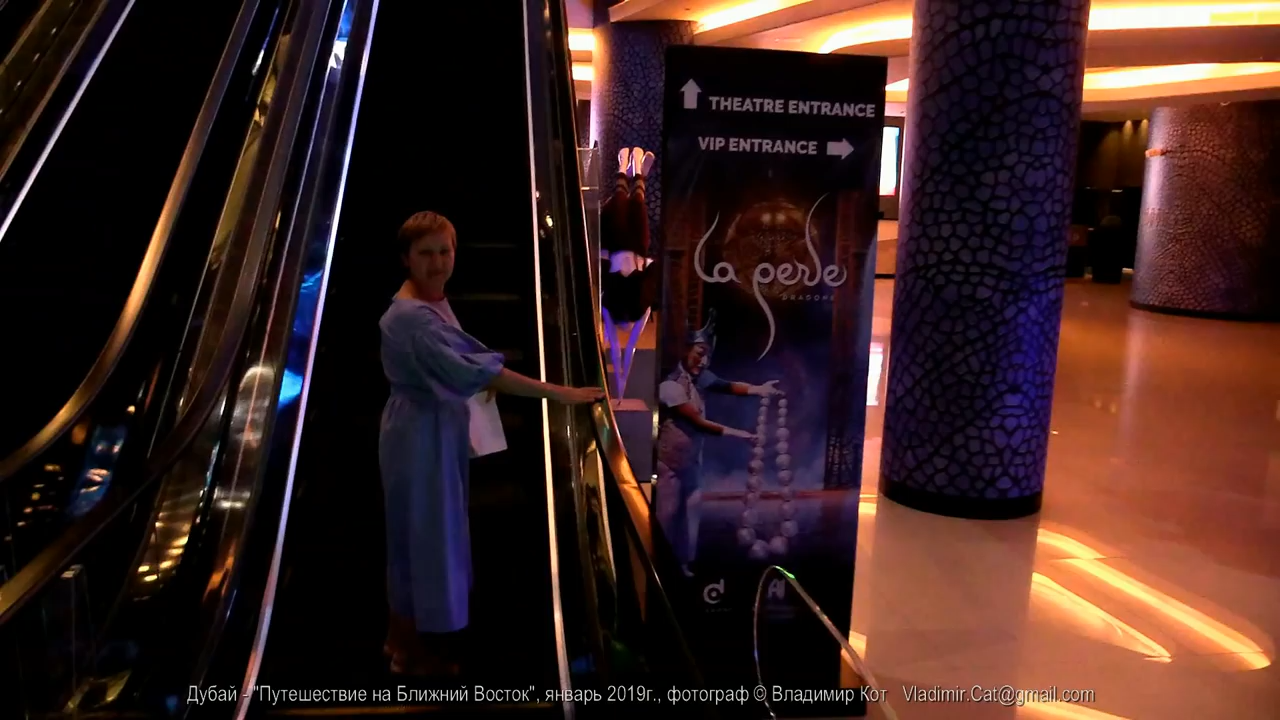 THEATRE ENTRANCE
VIP ENTRANCE
la perle
DRAGONE
Дубай - "Путешествие на Ближний Восток", январь 2019г., фотограф © Владимир Кот Vladimir.Cat@gmail.com